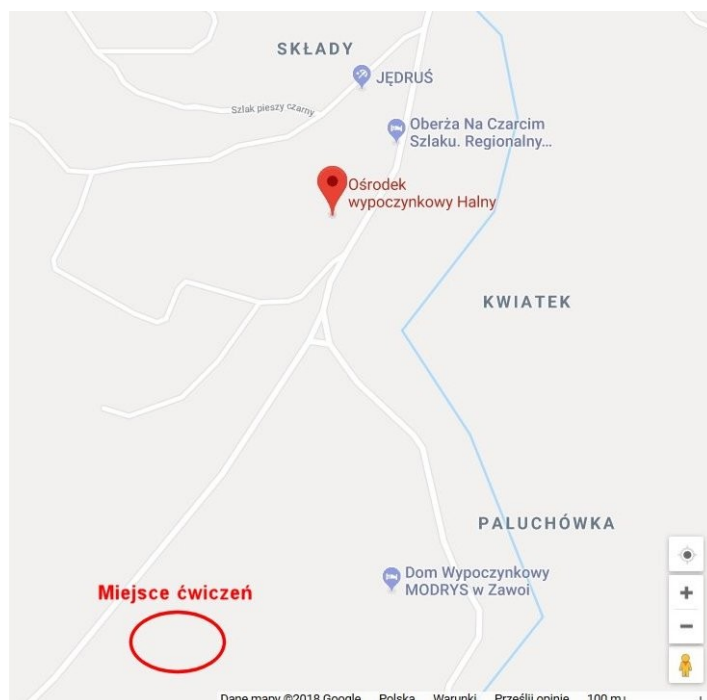 SKŁADY
JĘDRUŚ
Szlak pieszy czarny
Oberża Na Czarcim
Szlaku. Regionalny...
Ośrodek
wypoczynkowy Halny
KWIATEK
PALUCHÓWKA
Dom Wypoczynkowy
MODRYS w Zawoi
Miejsce ćwiczeń
Dane mapy ©2018 Google Polska Warunki Prześlij opinię 100 m